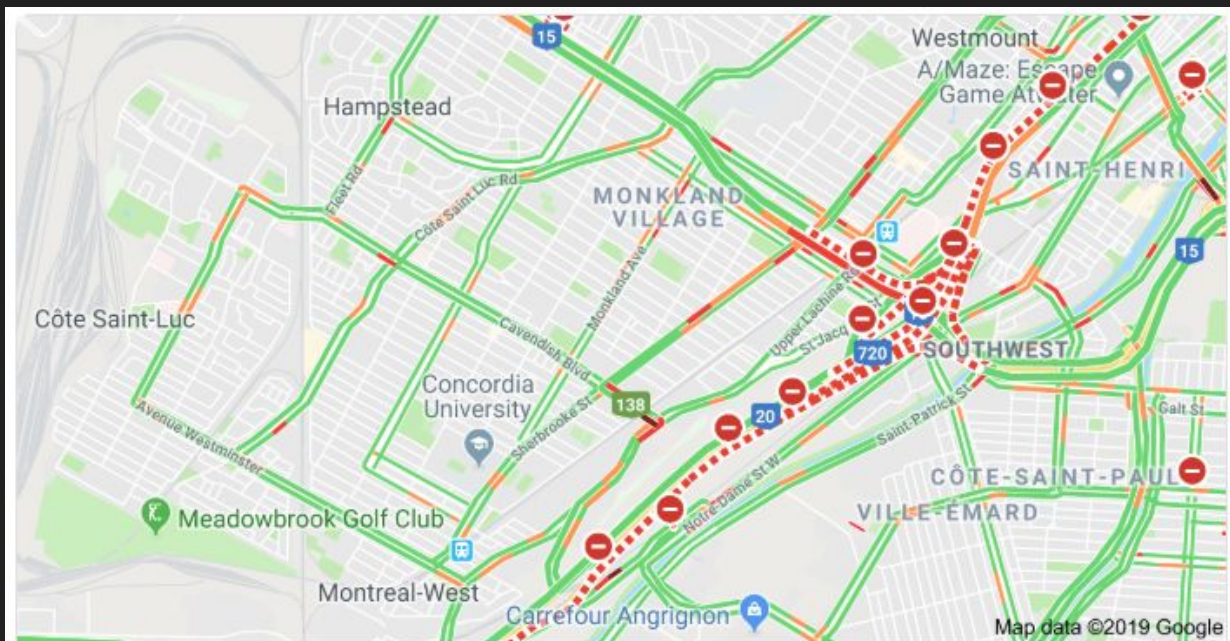 15
Westmount
A/Maze: Escape
Game Atwater
Hampstead
SAINT-HENRI
Fleet Rd
Côte Saint Luc Rd
MONKLAND
VILLAGE
15
Monkland Ave
Upper Lachine Rd
St Jacq
St
Côte Saint-Luc
Cavendish Blvd
720
SOUTHWEST
Concordia
University
138
20
Sherbrooke St
Saint-Patrick St
Galt St
Avenue Westminster
Notre-Dame St W
CÔTE-SAINT-PAUL
VILLE-ÉMARD
Meadowbrook Golf Club
Montreal-West
Carrefour Angrignon
Map data ©2019 Google